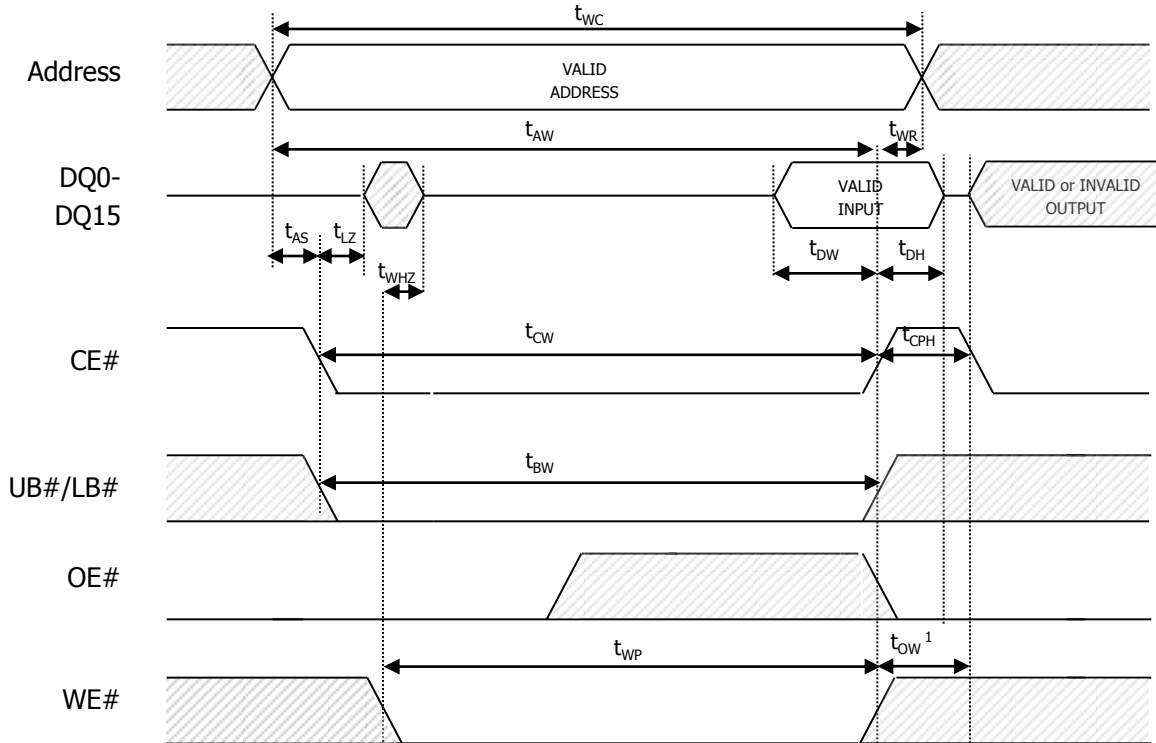 tWC
Address
VALID
ADDRESS
tAW
tWR
DQ0-
DQ15
VALID
INPUT
VALID or INVALID
OUTPUT
tAS
tLZ
tDW
tDH
tWHZ
CE#
tCW
tCPH
UB#/LB#
tBW
OE#
tWP
tOW 1
WE#